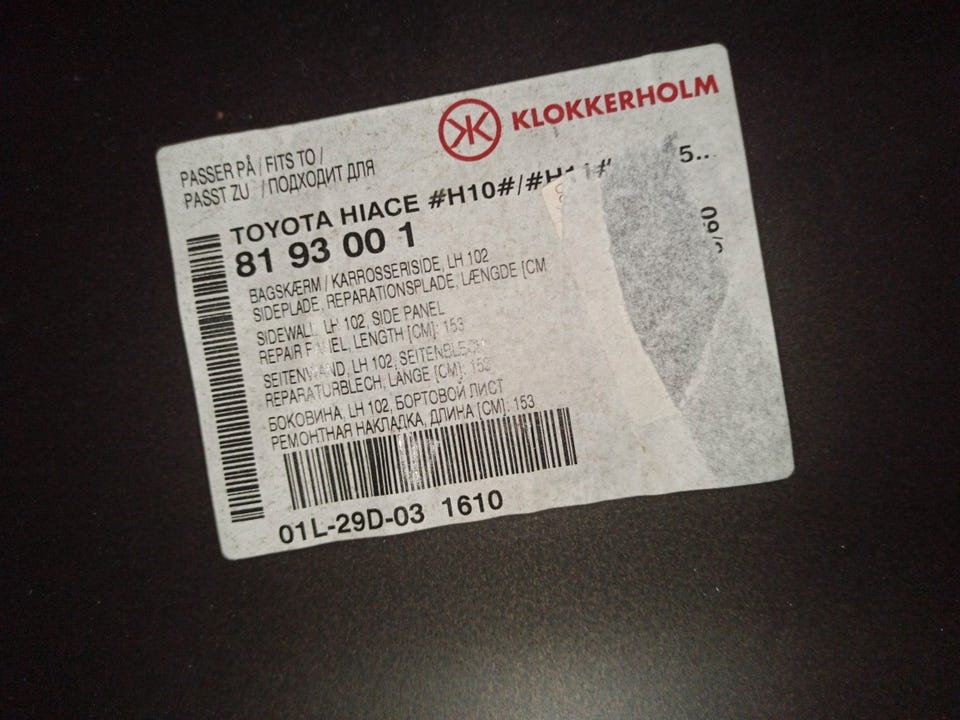 KLOKKERHOLM
PASSER PÅ / FITS TO /
PASST ZU / ПОДХОДИТ ДЛЯ
TOYOTA HIACE #H10#/#H11# 5...
81 93 00 1
BAGSKÆRM / KARROSSERISIDE, LH 102
SIDEPLADE, REPARATIONSPLADE, LÆNGDE [CM
SIDEWALL, LH 102, SIDE PANEL
REPAIR PANEL, LENGTH [CM]: 153
SEITENWAND, LH 102, SEITENBLECH
REPARATURBLECH; LÄNGE [CM]: 153
БОКОВИНА, LH 102, БОРТОВОЙ ЛИСТ
РЕМОНТНАЯ НАКЛАДКА, ДЛИНА [CM]: 153
01L-29D-03 1610